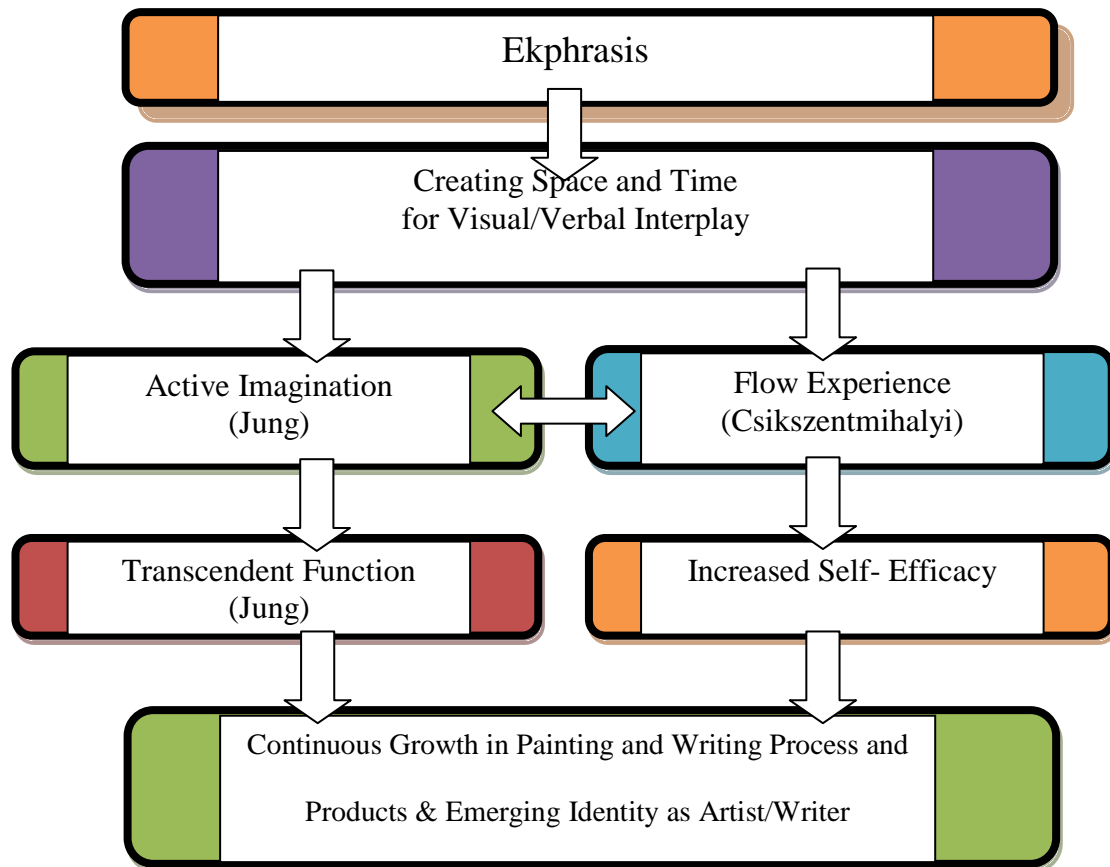 Ekphrasis
Creating Space and Time
for Visual/Verbal Interplay
Active Imagination
(Jung)
Flow Experience
(Csikszentmihalyi)
Transcendent Function
(Jung)
Increased Self- Efficacy
Continuous Growth in Painting and Writing Process and
Products & Emerging Identity as Artist/Writer